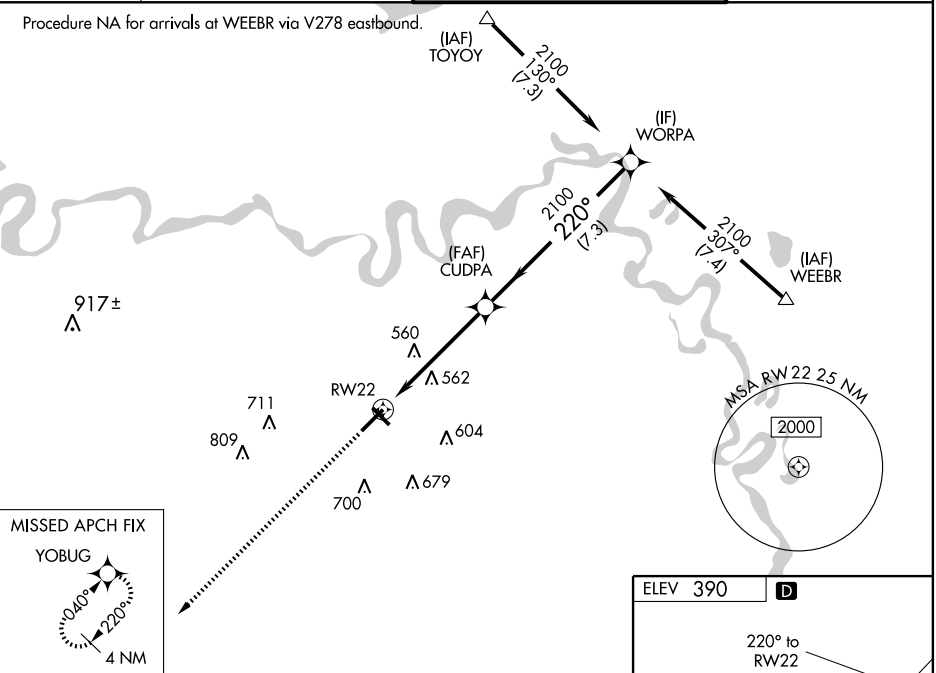 Procedure NA for arrivals at WEEBR via V278 eastbound.
(IAF)
TOYOY
2100
130°
(7.3)
(IF)
WORPA
2100
220°
(7.3)
2100
307°
(7.4)
(IAF)
WEEBR
(FAF)
CUDPA
917±
560
562
RW22
711
809
604
679
700
MSA RW 22 25 NM
2000
MISSED APCH FIX
YOBUG
040°
220°
4 NM
ELEV 390 D
220° to
RW22